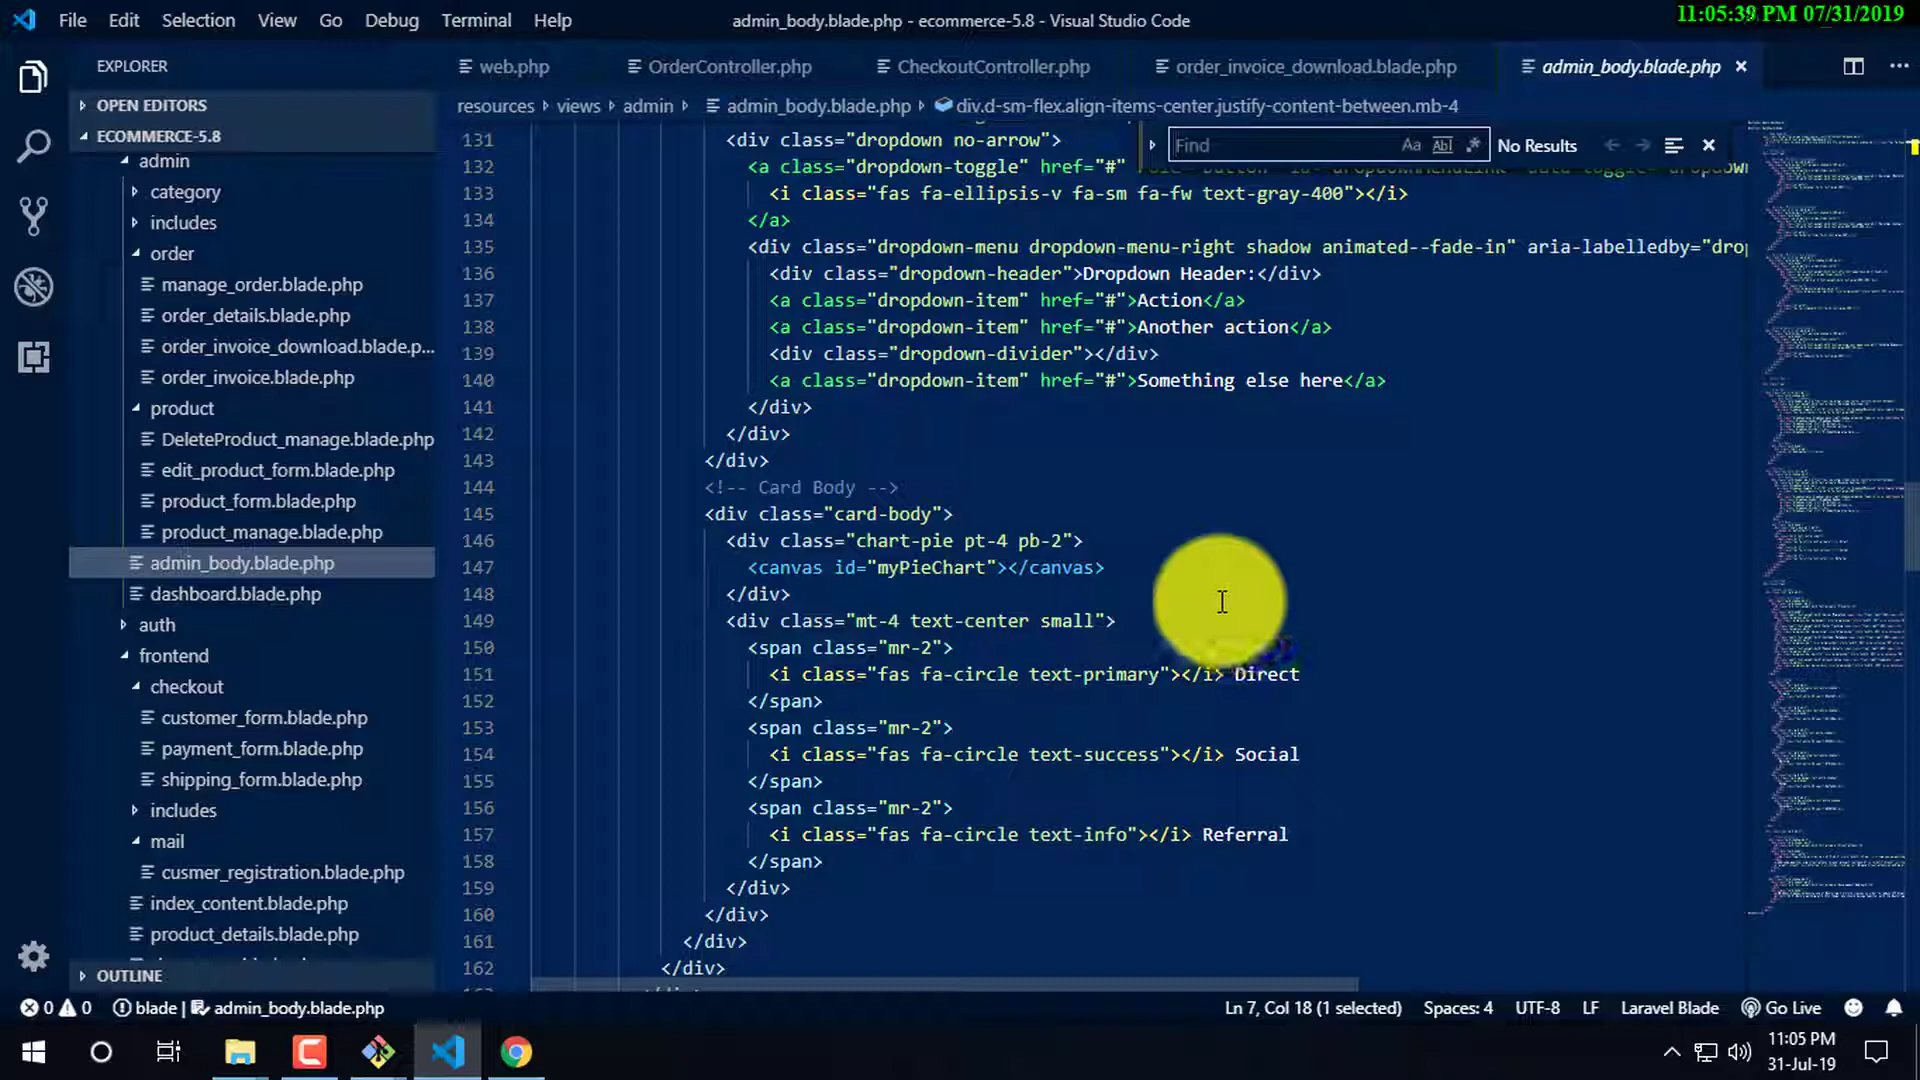 File Edit Selection View Go Debug Terminal Help
admin_body.blade.php - ecommerce-5.8 - Visual Studio Code
11:05:39 PM 07/31/2019
EXPLORER
web.php
OrderController.php
CheckoutController.php
order_invoice_download.blade.php
admin_body.blade.php
OPEN EDITORS
resources views admin admin_body.blade.php div.d-sm-flex.align-items-center.justify-content-between.mb-4
ECOMMERCE-5.8
Find
No Results
admin
category
includes
order
manage_order.blade.php
order_details.blade.php
order_invoice_download.blade.p...
order_invoice.blade.php
product
DeleteProduct_manage.blade.php
edit_product_form.blade.php
product_form.blade.php
product_manage.blade.php
admin_body.blade.php
dashboard.blade.php
auth
frontend
checkout
customer_form.blade.php
payment_form.blade.php
shipping_form.blade.php
includes
mail
cusmer_registration.blade.php
index_content.blade.php
product_details.blade.php
OUTLINE
131 <div class="dropdown no-arrow">
132 <a class="dropdown-toggle" href="#"
133 <i class="fas fa-ellipsis-v fa-sm fa-fw text-gray-400"></i>
134 </a>
135 <div class="dropdown-menu dropdown-menu-right shadow animated--fade-in" aria-labelledby="drop
136 <div class="dropdown-header">Dropdown Header:</div>
137 <a class="dropdown-item" href="#">Action</a>
138 <a class="dropdown-item" href="#">Another action</a>
139 <div class="dropdown-divider"></div>
140 <a class="dropdown-item" href="#">Something else here</a>
141 </div>
142 </div>
143 </div>
144 <!-- Card Body -->
145 <div class="card-body">
146 <div class="chart-pie pt-4 pb-2">
147 <canvas id="myPieChart"></canvas>
148 </div>
149 <div class="mt-4 text-center small">
150 <span class="mr-2">
151 <i class="fas fa-circle text-primary"></i> Direct
152 </span>
153 <span class="mr-2">
154 <i class="fas fa-circle text-success"></i> Social
155 </span>
156 <span class="mr-2">
157 <i class="fas fa-circle text-info"></i> Referral
158 </span>
159 </div>
160 </div>
161 </div>
162 </div>
0 0 blade | admin_body.blade.php
Ln 7, Col 18 (1 selected) Spaces: 4 UTF-8 LF Laravel Blade Go Live
11:05 PM
31-Jul-19